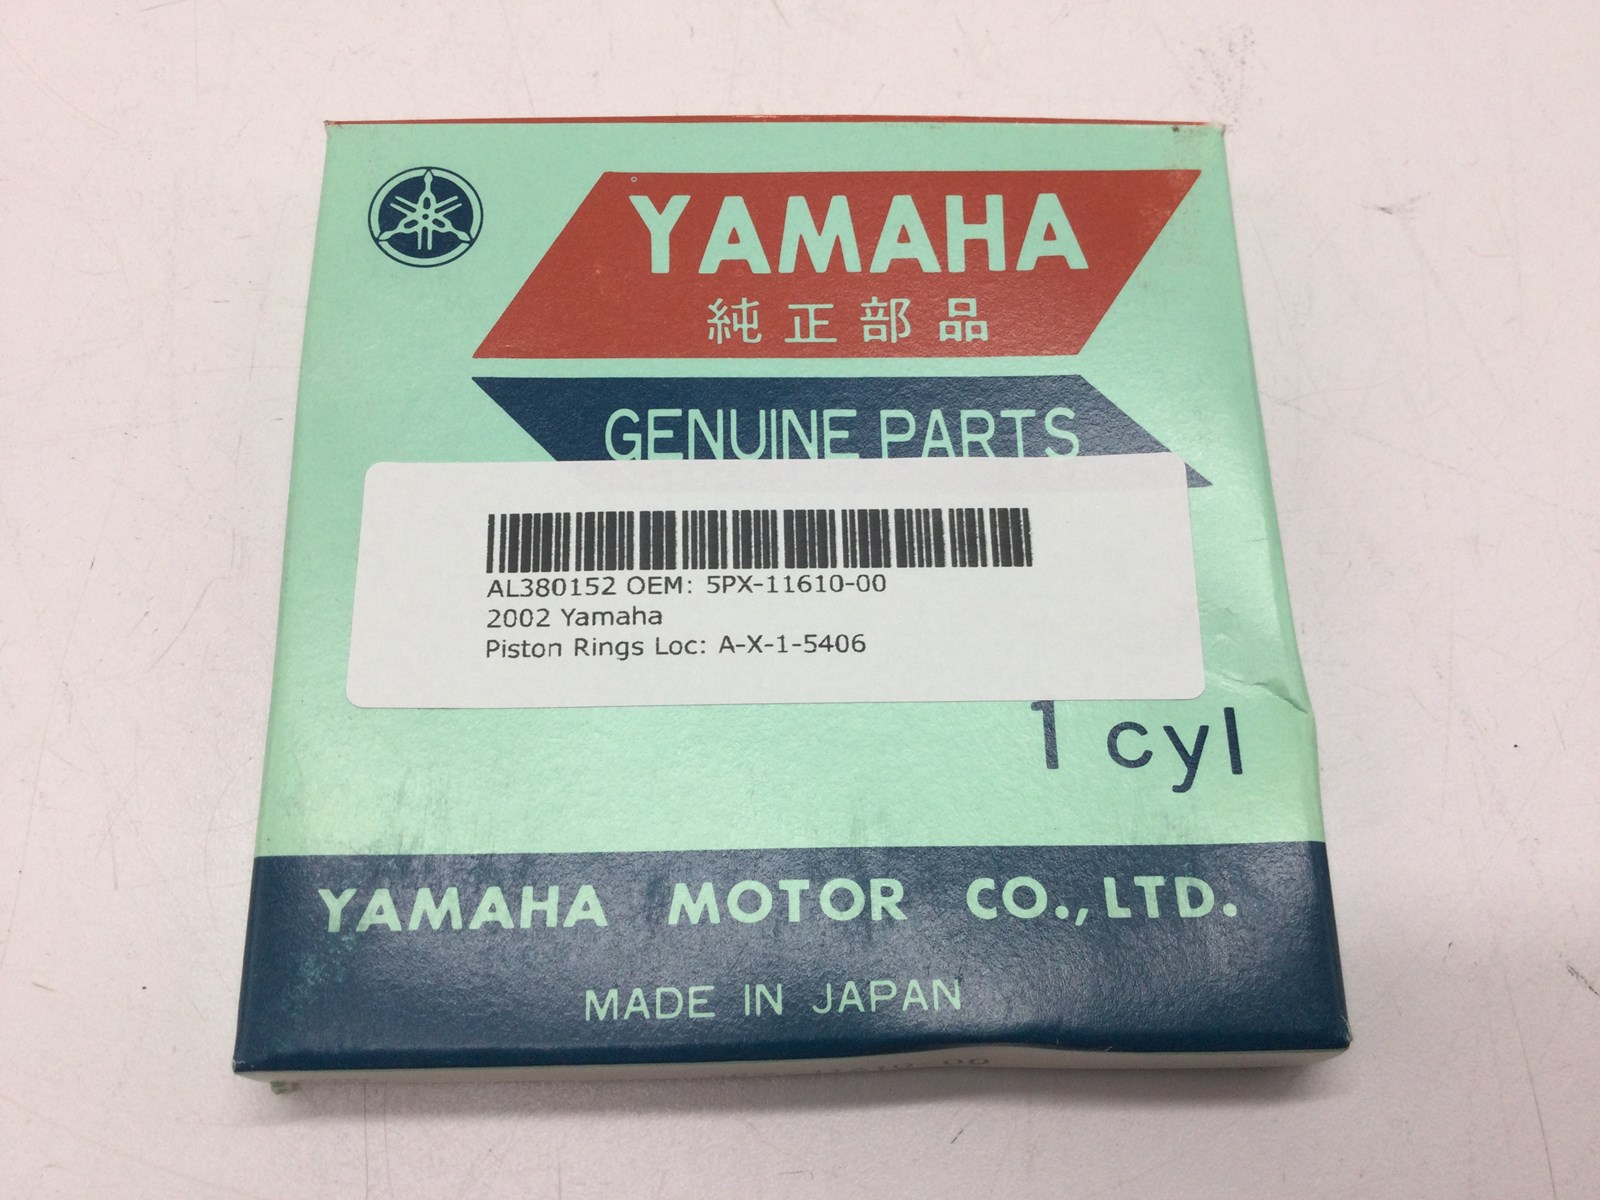 YAMAHA
純正部品
GENUINE PARTS
AL380152 OEM: 5PX-11610-00
2002 Yamaha
Piston Rings Loc: A-X-1-5406
1 cyl
YAMAHA MOTOR CO., LTD.
MADE IN JAPAN